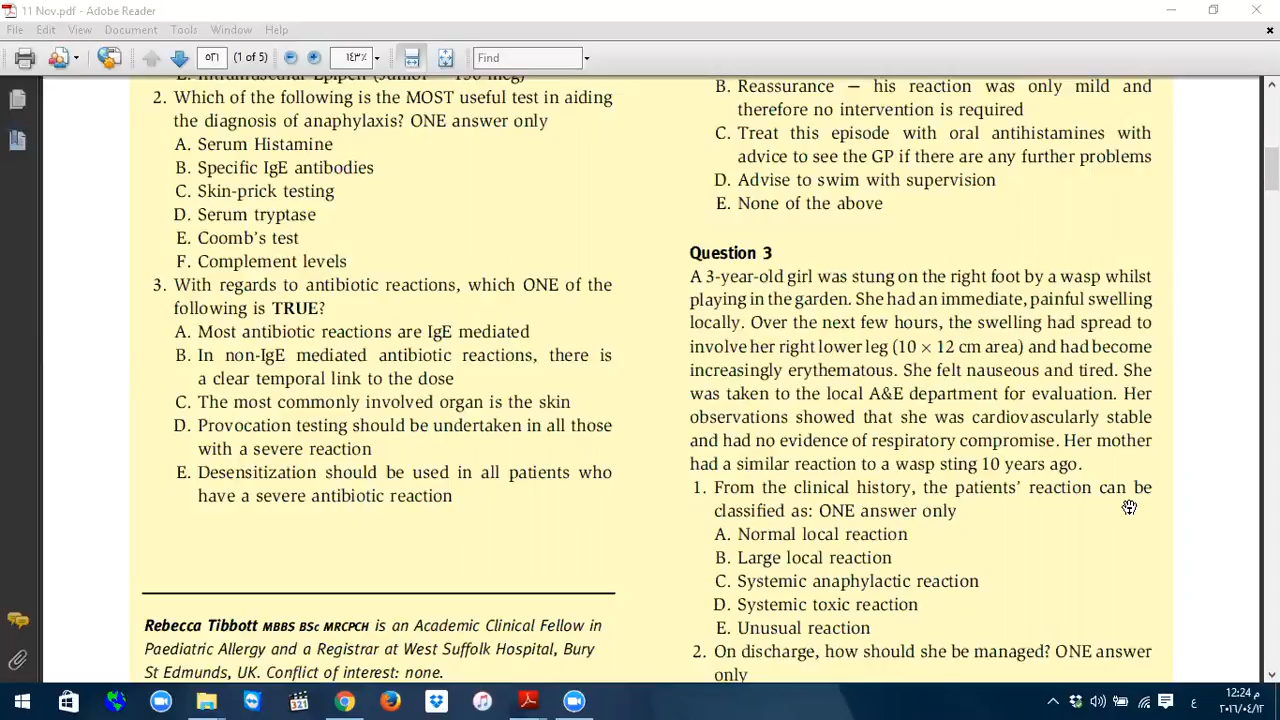 11 Nov.pdf - Adobe Reader
File Edit View Document Tools Window Help
٥٢٦ (1 of 5) ١٤٣٪ Find
E. Intramuscular Epipen (Junior — 150 mcg)
2. Which of the following is the MOST useful test in aiding
the diagnosis of anaphylaxis? ONE answer only
A. Serum Histamine
B. Specific IgE antibodies
C. Skin-prick testing
D. Serum tryptase
E. Coomb's test
F. Complement levels
3. With regards to antibiotic reactions, which ONE of the
following is TRUE?
A. Most antibiotic reactions are IgE mediated
B. In non-IgE mediated antibiotic reactions, there is
a clear temporal link to the dose
C. The most commonly involved organ is the skin
D. Provocation testing should be undertaken in all those
with a severe reaction
E. Desensitization should be used in all patients who
have a severe antibiotic reaction
Rebecca Tibbott MBBS BSc MRCPCH is an Academic Clinical Fellow in
Paediatric Allergy and a Registrar at West Suffolk Hospital, Bury
St Edmunds, UK. Conflict of interest: none.
B. Reassurance — his reaction was only mild and
therefore no intervention is required
C. Treat this episode with oral antihistamines with
advice to see the GP if there are any further problems
D. Advise to swim with supervision
E. None of the above
Question 3
A 3-year-old girl was stung on the right foot by a wasp whilst
playing in the garden. She had an immediate, painful swelling
locally. Over the next few hours, the swelling had spread to
involve her right lower leg (10 × 12 cm area) and had become
increasingly erythematous. She felt nauseous and tired. She
was taken to the local A&E department for evaluation. Her
observations showed that she was cardiovascularly stable
and had no evidence of respiratory compromise. Her mother
had a similar reaction to a wasp sting 10 years ago.
1. From the clinical history, the patients' reaction can be
classified as: ONE answer only
A. Normal local reaction
B. Large local reaction
C. Systemic anaphylactic reaction
D. Systemic toxic reaction
E. Unusual reaction
2. On discharge, how should she be managed? ONE answer
only
321
ع
12:24 م
٢٠١٦/٠٤/١٢